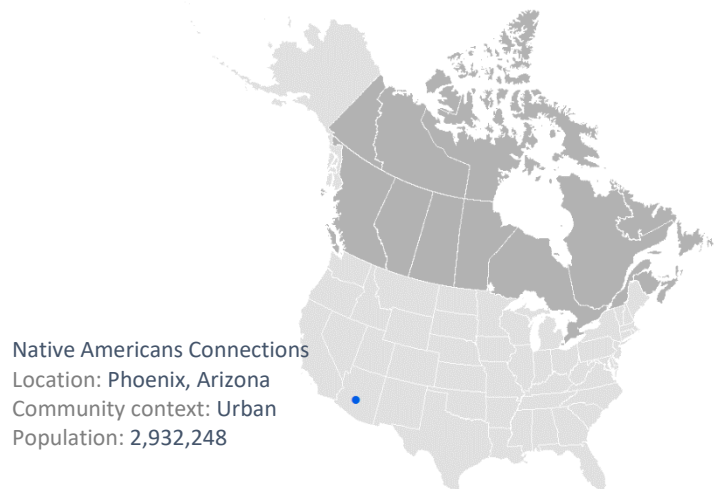 Native Americans Connections
Location: Phoenix, Arizona
Community context: Urban
Population: 2,932,248